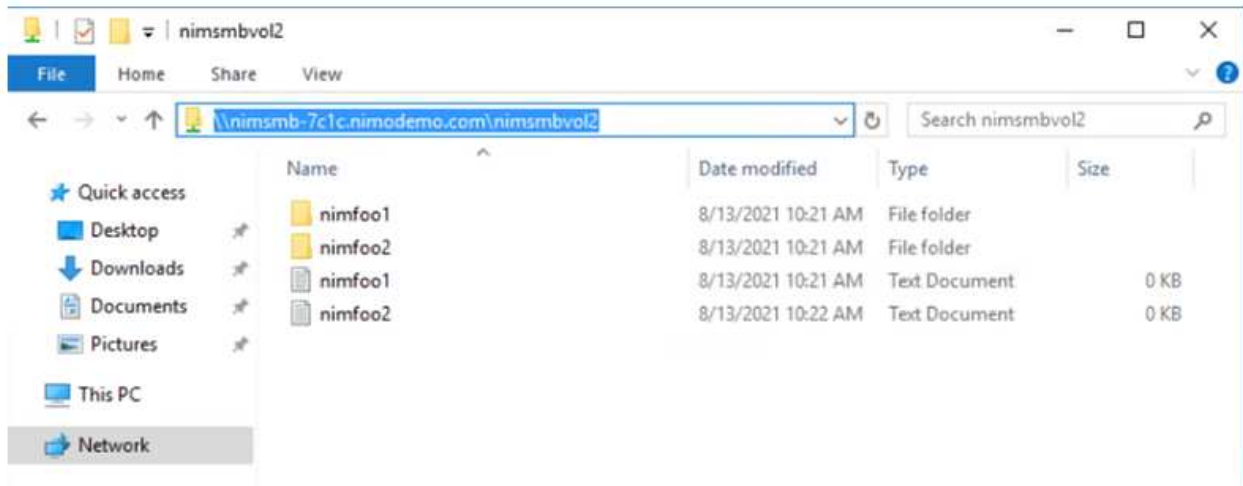 nimsmbvol2
File Home Share View
\\nimsmb-7c1c.nimodemo.com\nimsmbvol2 Search nimsmbvol2
Name Date modified Type Size
Quick access
Desktop
Downloads
Documents
Pictures
This PC
Network
nimfoo1 8/13/2021 10:21 AM File folder
nimfoo2 8/13/2021 10:21 AM File folder
nimfoo1 8/13/2021 10:21 AM Text Document 0 KB
nimfoo2 8/13/2021 10:22 AM Text Document 0 KB